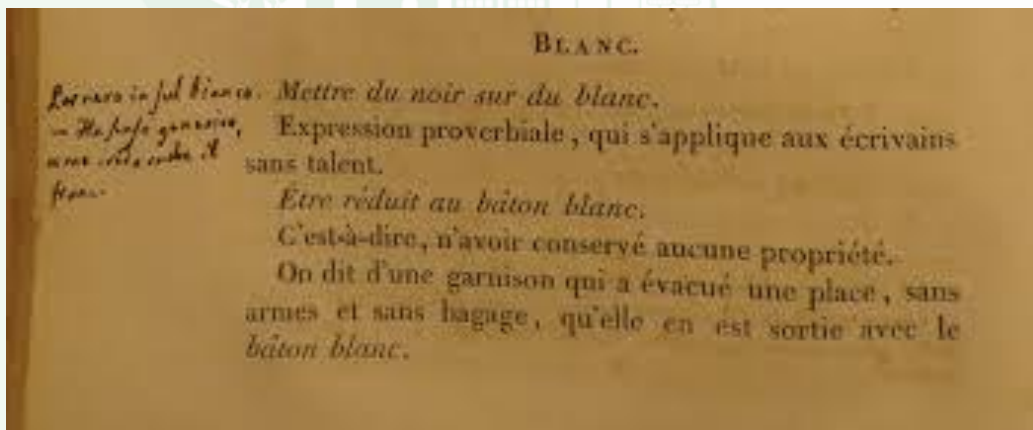 BLANC.
Mettre du noir sur du blanc.
Expression proverbiale, qui s'applique aux écrivains
sans talent.
Etre réduit au bâton blanc.
C'est-à-dire, n'avoir conservé aucune propriété.
On dit d'une garnison qui a évacué une place, sans
armes et sans bagage, qu'elle en est sortie avec le
bâton blanc.